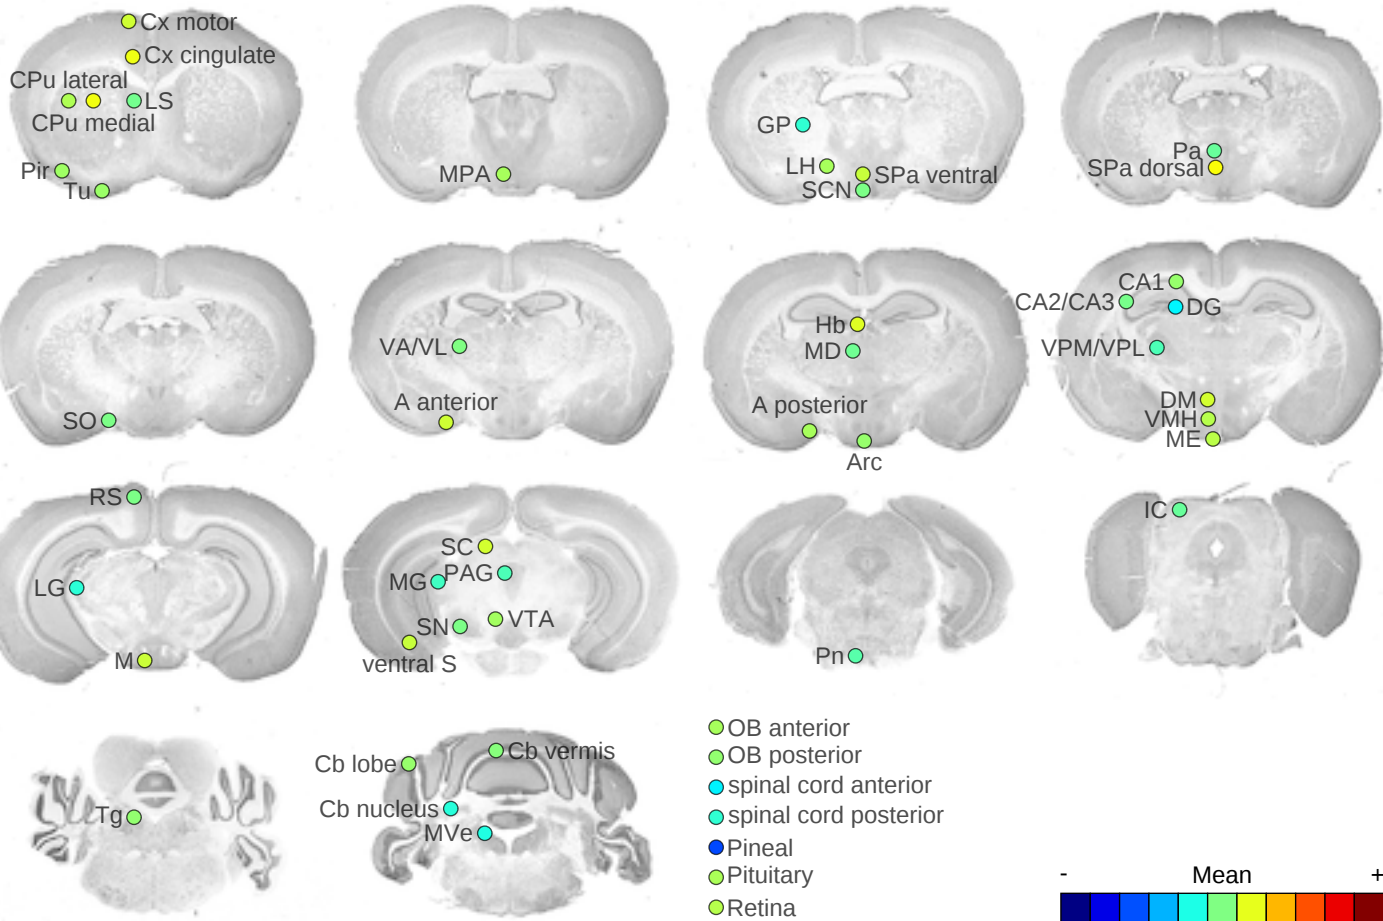 Cx motor
Cx cingulate
CPu lateral
LS
CPu medial
Pir
Tu
MPA
GP
LH
SPa ventral
SCN
Pa
SPa dorsal
SO
VA/VL
A anterior
Hb
MD
A posterior
Arc
CA1
CA2/CA3
DG
VPM/VPL
DM
VMH
ME
RS
LG
M
SC
MG
PAG
SN
VTA
ventral S
Pn
IC
Tg
Cb lobe
Cb vermis
Cb nucleus
MVe
OB anterior
OB posterior
spinal cord anterior
spinal cord posterior
Pineal
Pituitary
Retina
- Mean +